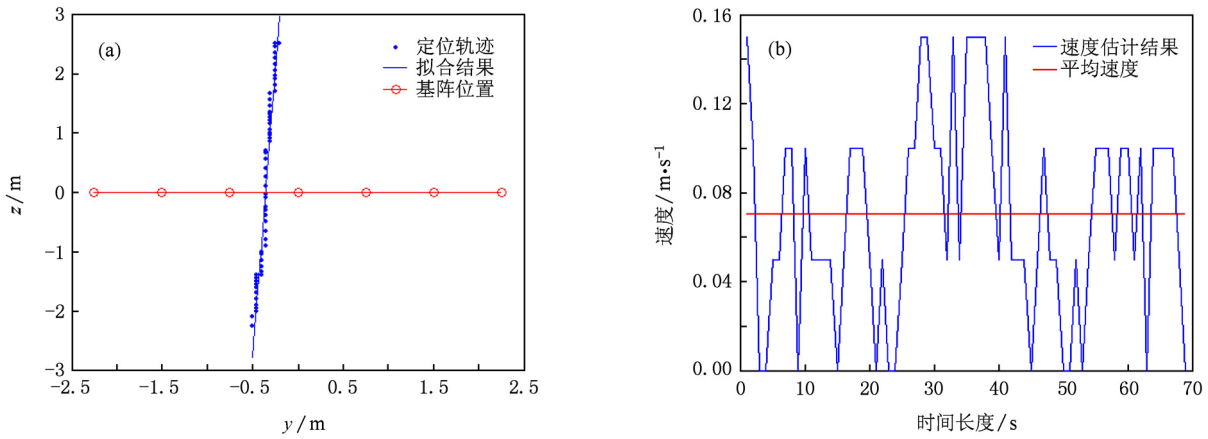 (a)
定位轨迹
拟合结果
基阵位置
3
2
1
0
−1
−2
−3
−2.5
−1.5
−0.5
0.5
1.5
2.5
z/m
y/m
(b)
速度估计结果
平均速度
0.16
0.12
0.08
0.04
0.00
0
10
20
30
40
50
60
70
速度/m•s⁻¹
时间长度/s